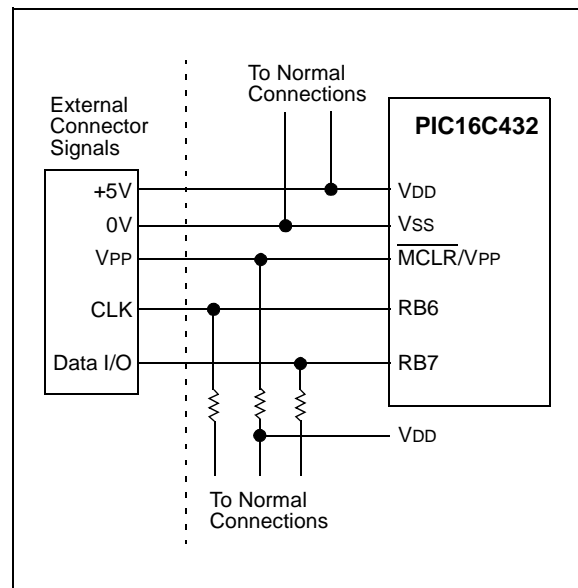 To Normal
Connections
External
Connector
Signals
PIC16C432
+5V
VDD
0V
VSS
VPP
MCLR/VPP
CLK
RB6
Data I/O
RB7
VDD
To Normal
Connections